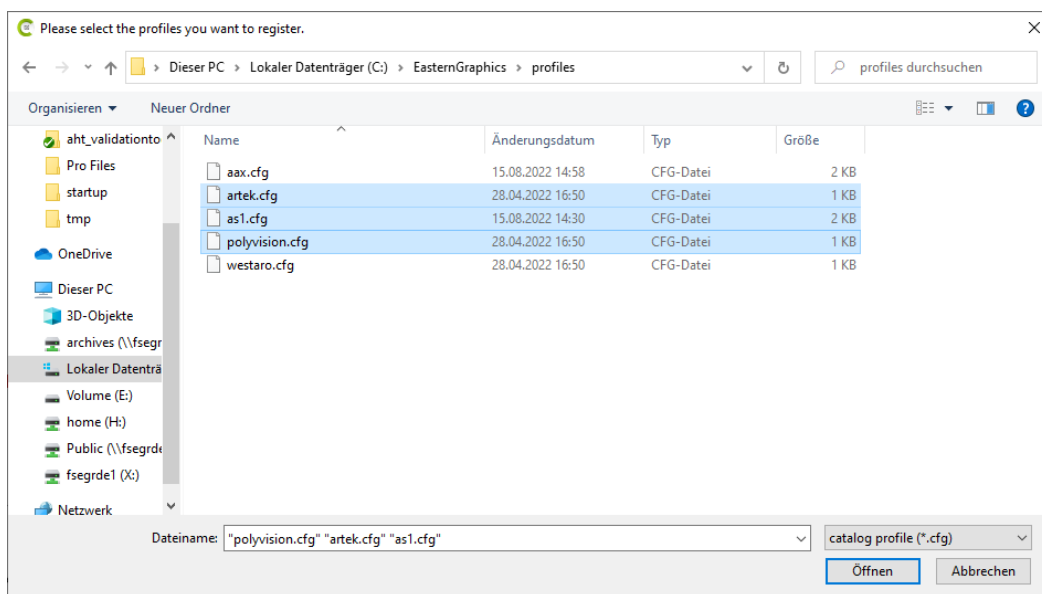 Please select the profiles you want to register.
Dieser PC > Lokaler Datenträger (C:) > EasternGraphics > profiles
profiles durchsuchen
Organisieren
Neuer Ordner
aht_validationto
Pro Files
startup
tmp
OneDrive
Dieser PC
3D-Objekte
archives (\\fsegr
Lokaler Datenträ
Volume (E:)
home (H:)
Public (\\fsegrde
fsegrde1 (X:)
Netzwerk
Name Änderungsdatum Typ Größe
aax.cfg 15.08.2022 14:58 CFG-Datei 2 KB
artek.cfg 28.04.2022 16:50 CFG-Datei 1 KB
as1.cfg 15.08.2022 14:30 CFG-Datei 2 KB
polyvision.cfg 28.04.2022 16:50 CFG-Datei 1 KB
westaro.cfg 28.04.2022 16:50 CFG-Datei 1 KB
Dateiname: "polyvision.cfg" "artek.cfg" "as1.cfg"
catalog profile (*.cfg)
Öffnen
Abbrechen